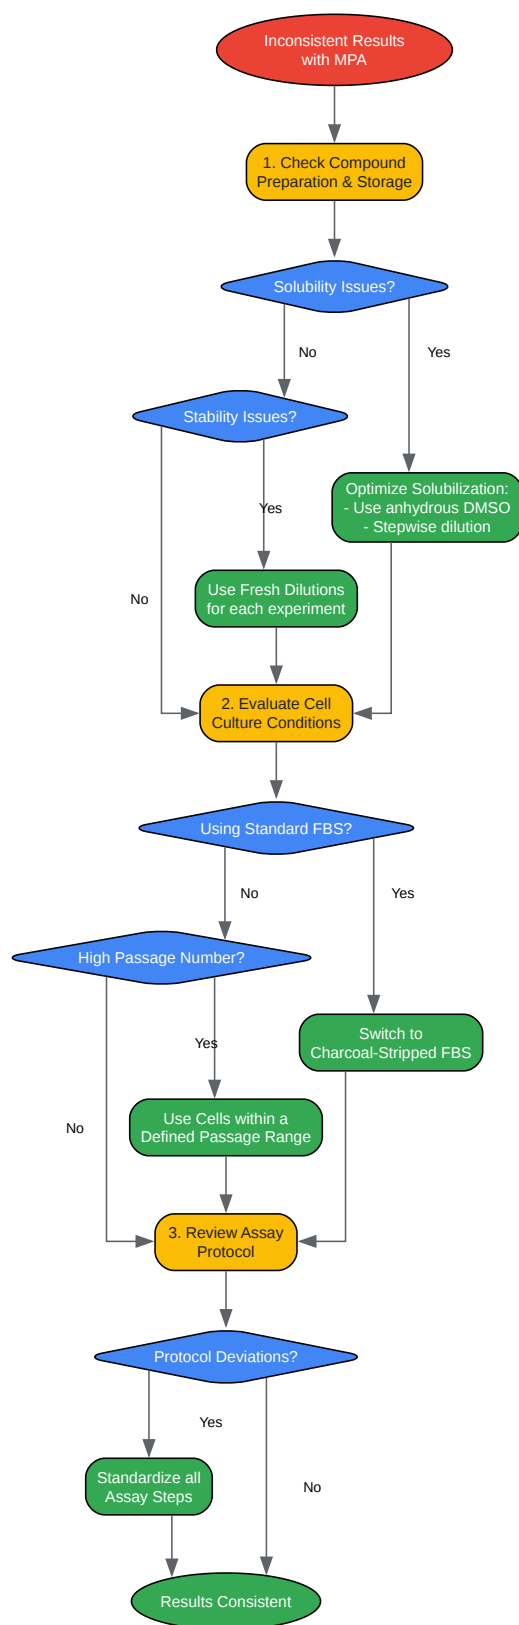 Inconsistent Results
with MPA
1. Check Compound
Preparation & Storage
Solubility Issues?
No
Yes
Stability Issues?
Optimize Solubilization:
- Use anhydrous DMSO
- Stepwise dilution
Yes
Use Fresh Dilutions
for each experiment
No
2. Evaluate Cell
Culture Conditions
Using Standard FBS?
No
Yes
High Passage Number?
Switch to
Charcoal-Stripped FBS
Yes
Use Cells within a
Defined Passage Range
No
3. Review Assay
Protocol
Protocol Deviations?
Yes
Standardize all
Assay Steps
No
Results Consistent